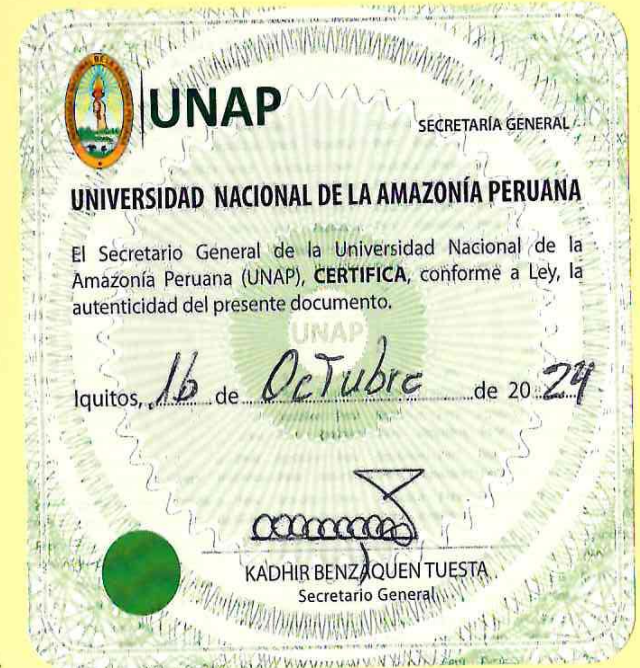 UNAP
SECRETARÍA GENERAL
UNIVERSIDAD NACIONAL DE LA AMAZONÍA PERUANA
El Secretario General de la Universidad Nacional de la
Amazonía Peruana (UNAP), CERTIFICA, conforme a Ley, la
autenticidad del presente documento.
UNAP
Iquitos, 16 de OcTubre de 2024
KADHIR BENZAQUEN TUESTA
Secretario General